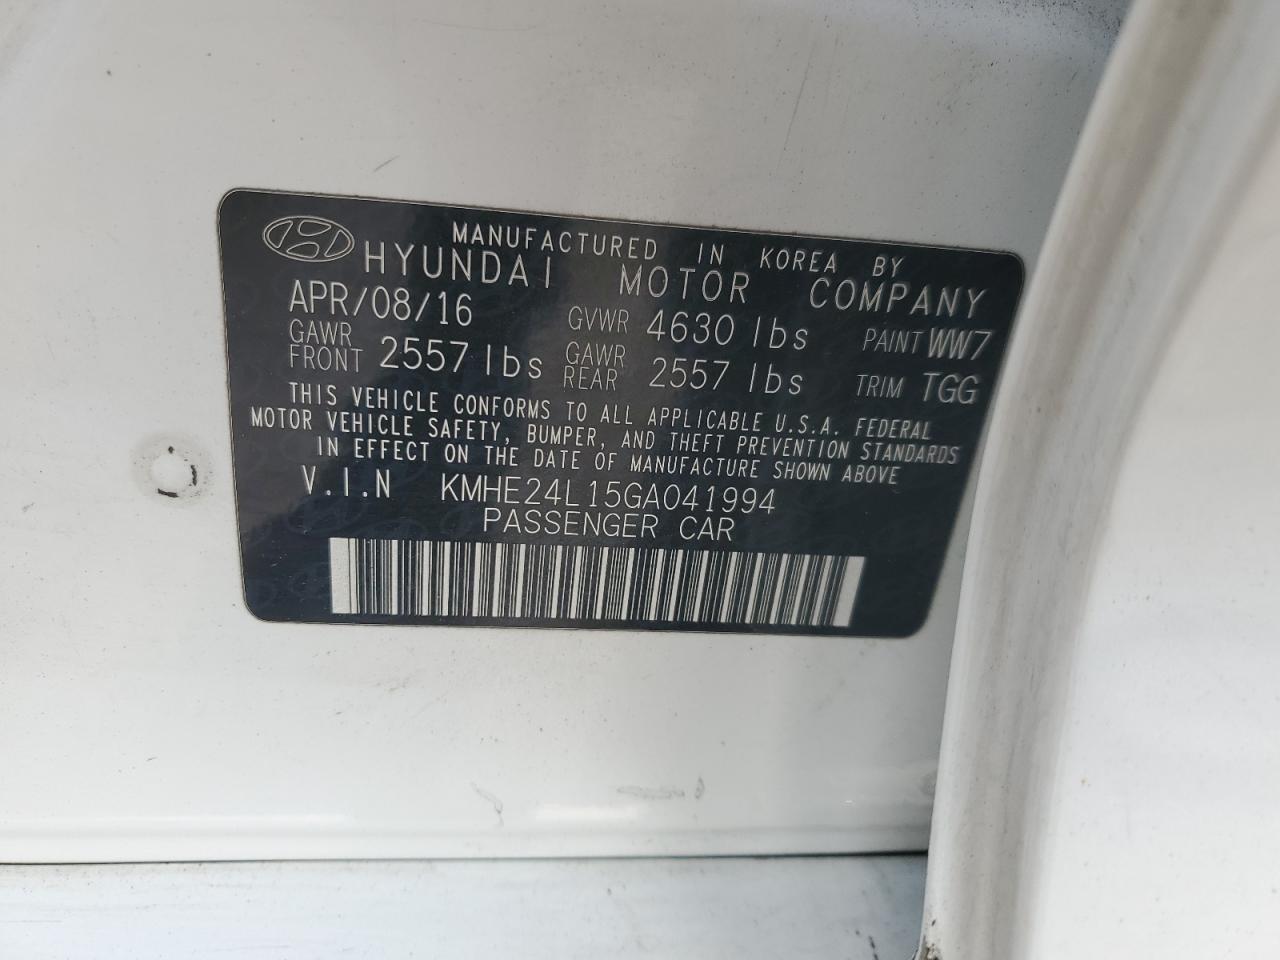 MANUFACTURED IN KOREA BY
HYUNDAI MOTOR COMPANY
APR/08/16 GVWR 4630 lbs PAINT WW7
GAWR FRONT 2557 lbs GAWR REAR 2557 lbs TRIM TGG
THIS VEHICLE CONFORMS TO ALL APPLICABLE U.S.A. FEDERAL
MOTOR VEHICLE SAFETY, BUMPER, AND THEFT PREVENTION STANDARDS
IN EFFECT ON THE DATE OF MANUFACTURE SHOWN ABOVE
V.I.N KMHE24L15GA041994
PASSENGER CAR